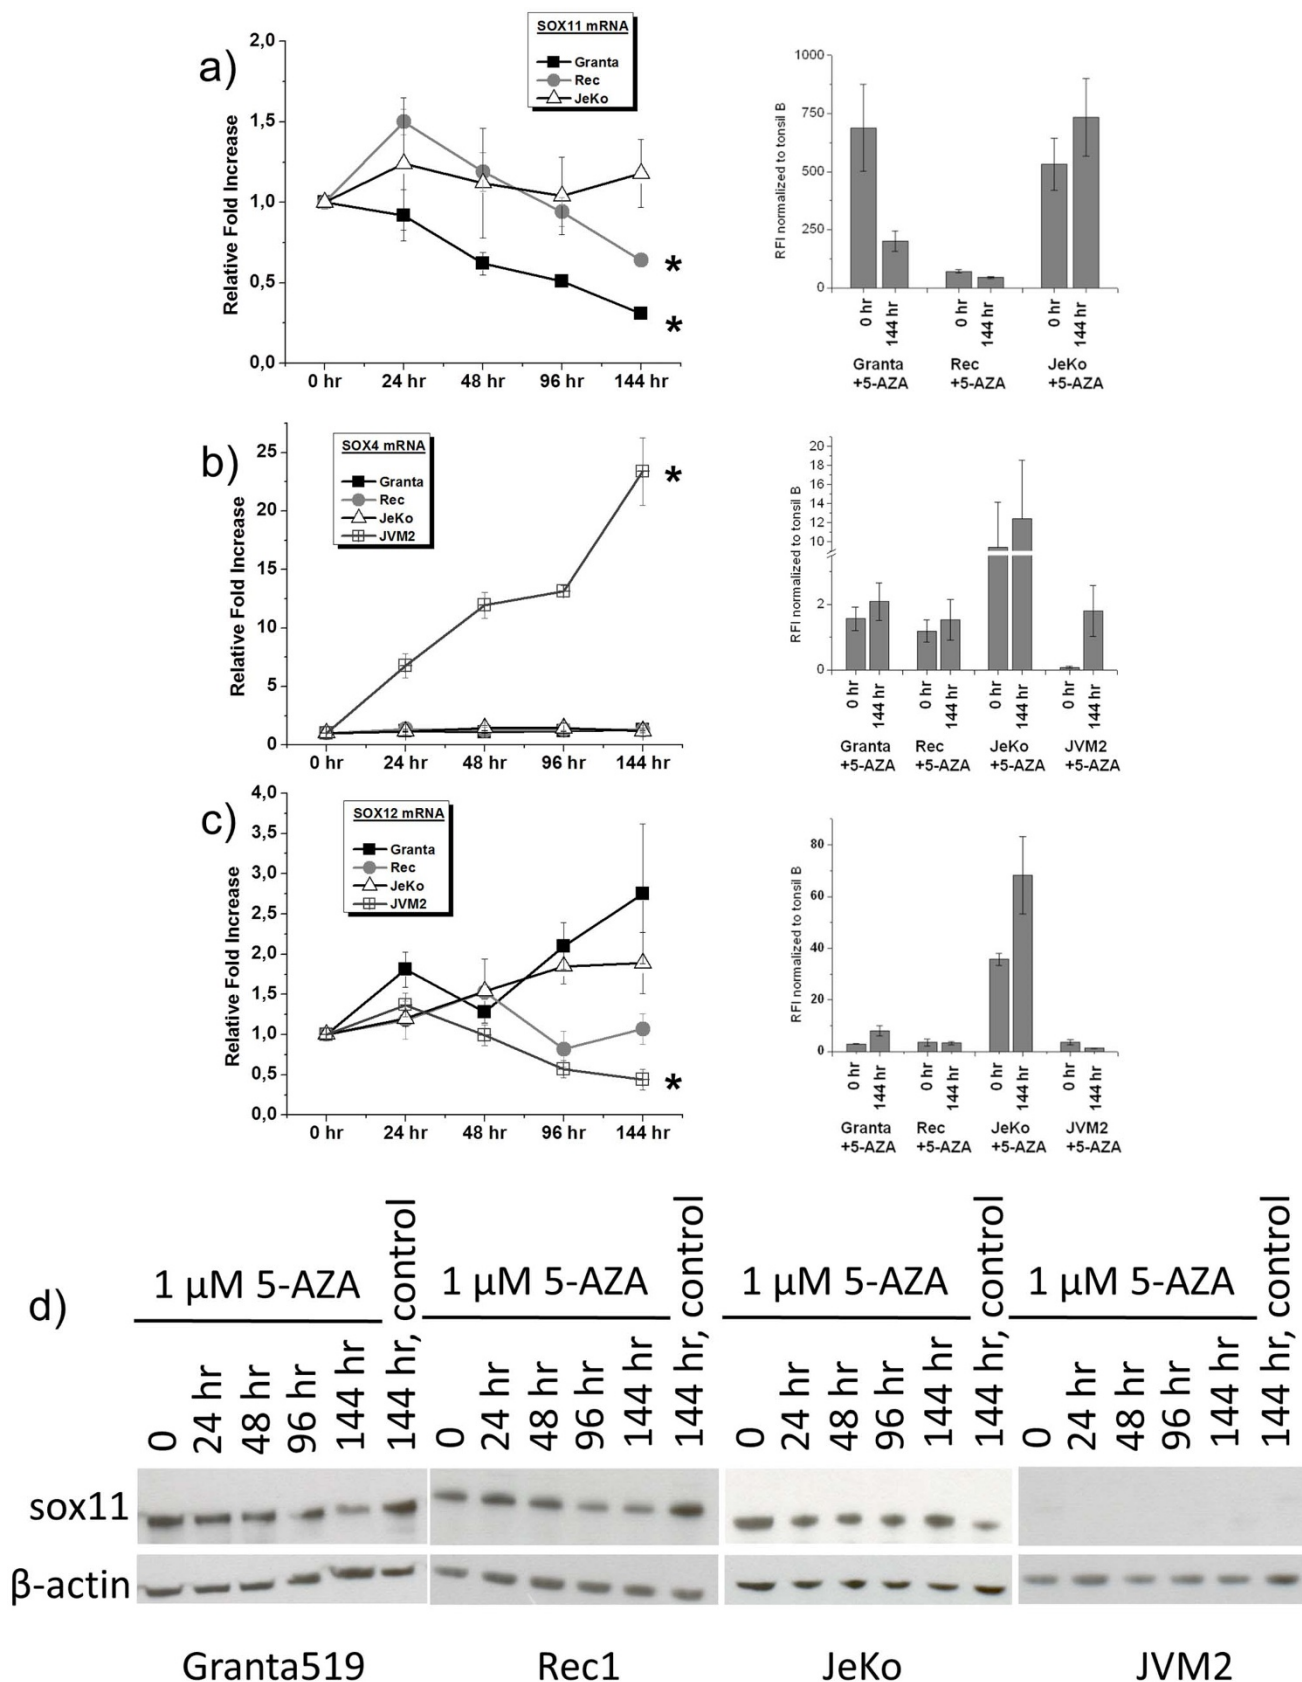 a)
SOX11 mRNA
Granta
Rec
JeKo
Relative Fold Increase
2,0
1,5
1,0
0,5
0,0
*
*
0 hr 24 hr 48 hr 96 hr 144 hr
RFI normalized to tonsil B
1000
750
500
250
0
0 hr 144 hr 0 hr 144 hr 0 hr 144 hr
Granta Rec JeKo
+5-AZA +5-AZA +5-AZA
b)
SOX4 mRNA
Granta
Rec
JeKo
JVM2
Relative Fold Increase
25
20
15
10
5
0
*
0 hr 24 hr 48 hr 96 hr 144 hr
RFI normalized to tonsil B
20
18
16
14
12
10
2
0
0 hr 144 hr 0 hr 144 hr 0 hr 144 hr 0 hr 144 hr
Granta Rec JeKo JVM2
+5-AZA +5-AZA +5-AZA +5-AZA
c)
SOX12 mRNA
Granta
Rec
JeKo
JVM2
Relative Fold Increase
4,0
3,5
3,0
2,5
2,0
1,5
1,0
0,5
0,0
*
0 hr 24 hr 48 hr 96 hr 144 hr
RFI normalized to tonsil B
80
60
40
20
0
0 hr 144 hr 0 hr 144 hr 0 hr 144 hr 0 hr 144 hr
Granta Rec JeKo JVM2
+5-AZA +5-AZA +5-AZA +5-AZA
d)
1 μM 5-AZA 1 μM 5-AZA 1 μM 5-AZA 1 μM 5-AZA
0 24 hr 48 hr 96 hr 144 hr 144 hr, control 0 24 hr 48 hr 96 hr 144 hr 144 hr, control 0 24 hr 48 hr 96 hr 144 hr 144 hr, control 0 24 hr 48 hr 96 hr 144 hr 144 hr, control
sox11
β-actin
Granta519 Rec1 JeKo JVM2